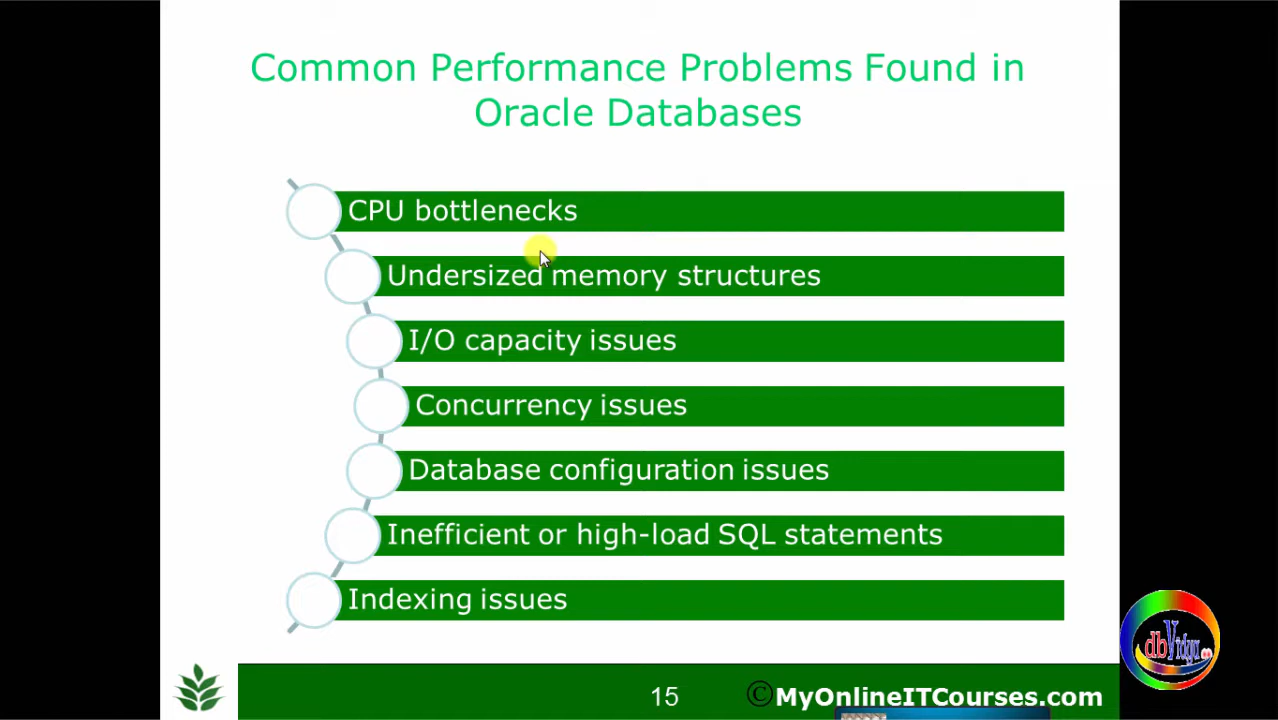 Common Performance Problems Found in
Oracle Databases
CPU bottlenecks
Undersized memory structures
I/O capacity issues
Concurrency issues
Database configuration issues
Inefficient or high-load SQL statements
Indexing issues
dbVidya
15
©MyOnlineITCourses.com